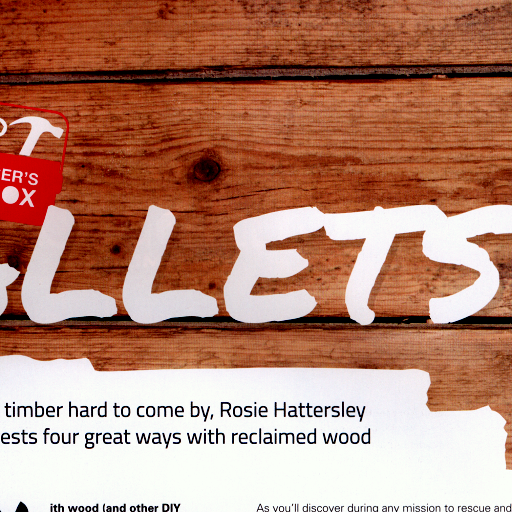 ER'S
OX
LLETS
timber hard to come by, Rosie Hattersley
ests four great ways with reclaimed wood
ith wood (and other DIY
As you'll discover during any mission to rescue and